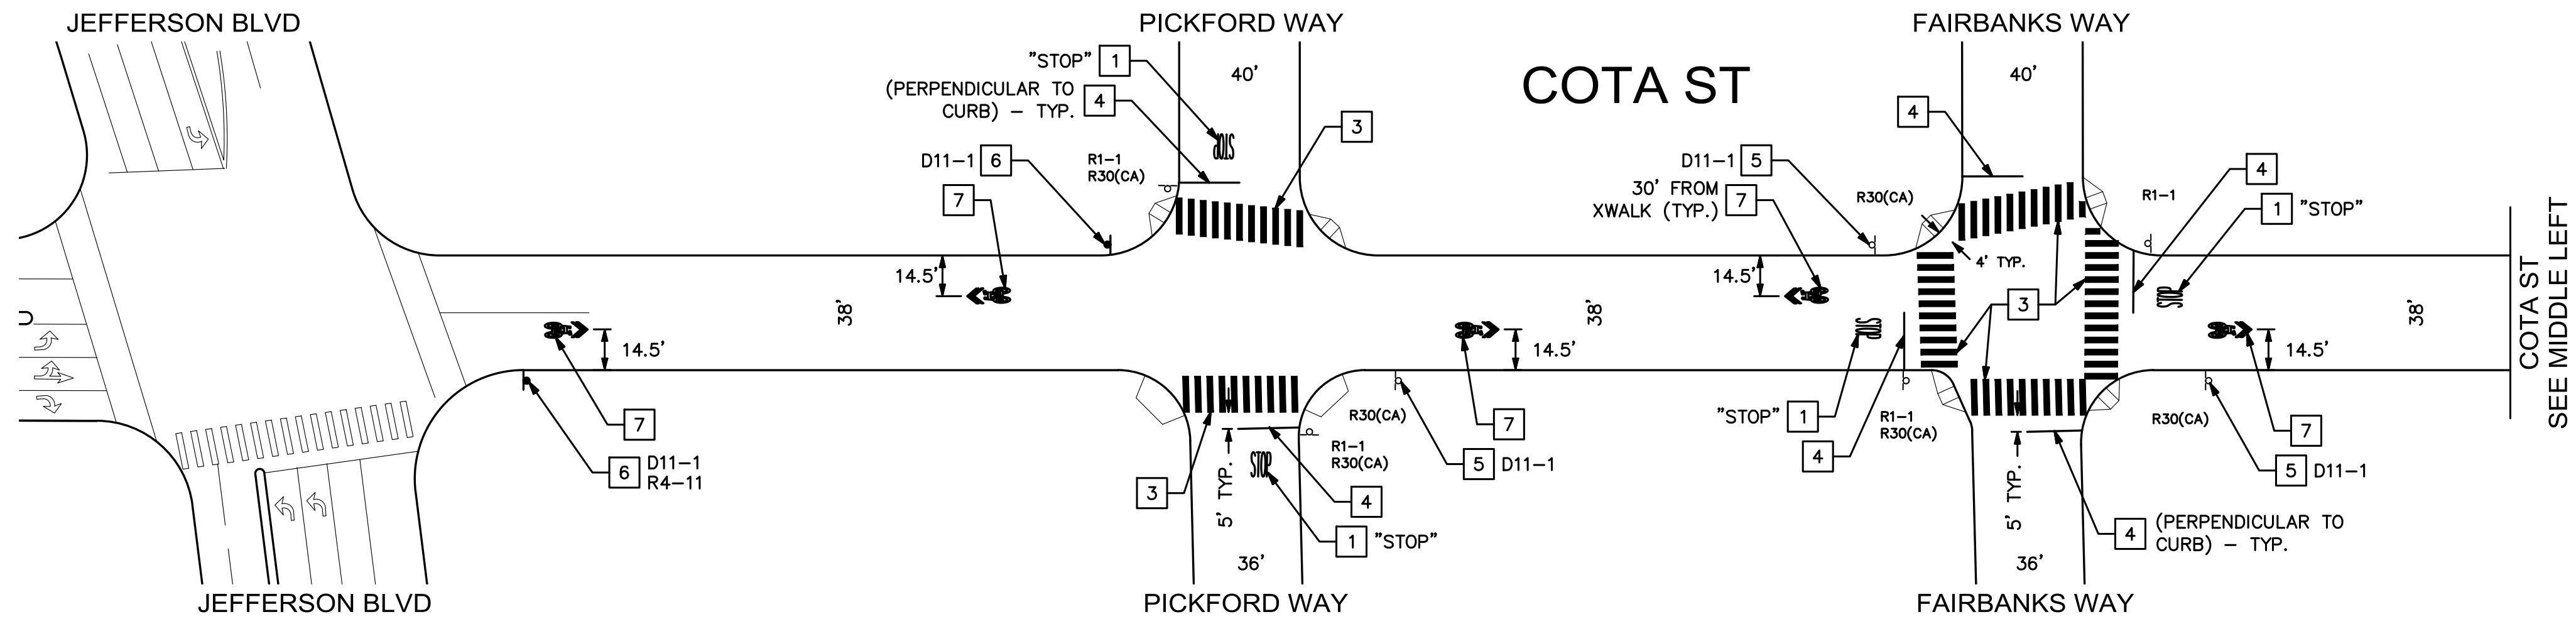 JEFFERSON BLVD
PICKFORD WAY
FAIRBANKS WAY
"STOP" 1
(PERPENDICULAR TO
CURB) - TYP. 4
40'
COTA ST
40'
4
3
STOP
D11-1 6
R1-1
R30(CA)
7
D11-1 5
30' FROM
XWALK (TYP.) 7
R30(CA)
R1-1
4
1 "STOP"
14.5'
38'
14.5'
38'
4' TYP.
3
STOP
STOP
38'
COTA ST
SEE MIDDLE LEFT
14.5'
14.5'
14.5'
7
6 D11-1
R4-11
3
5' TYP.
STOP
R30(CA)
R1-1
R30(CA)
7
5 D11-1
4
1 "STOP"
36'
"STOP" 1
4
R1-1
R30(CA)
5' TYP.
R30(CA)
7
5 D11-1
4 (PERPENDICULAR TO
CURB) - TYP.
36'
JEFFERSON BLVD
PICKFORD WAY
FAIRBANKS WAY